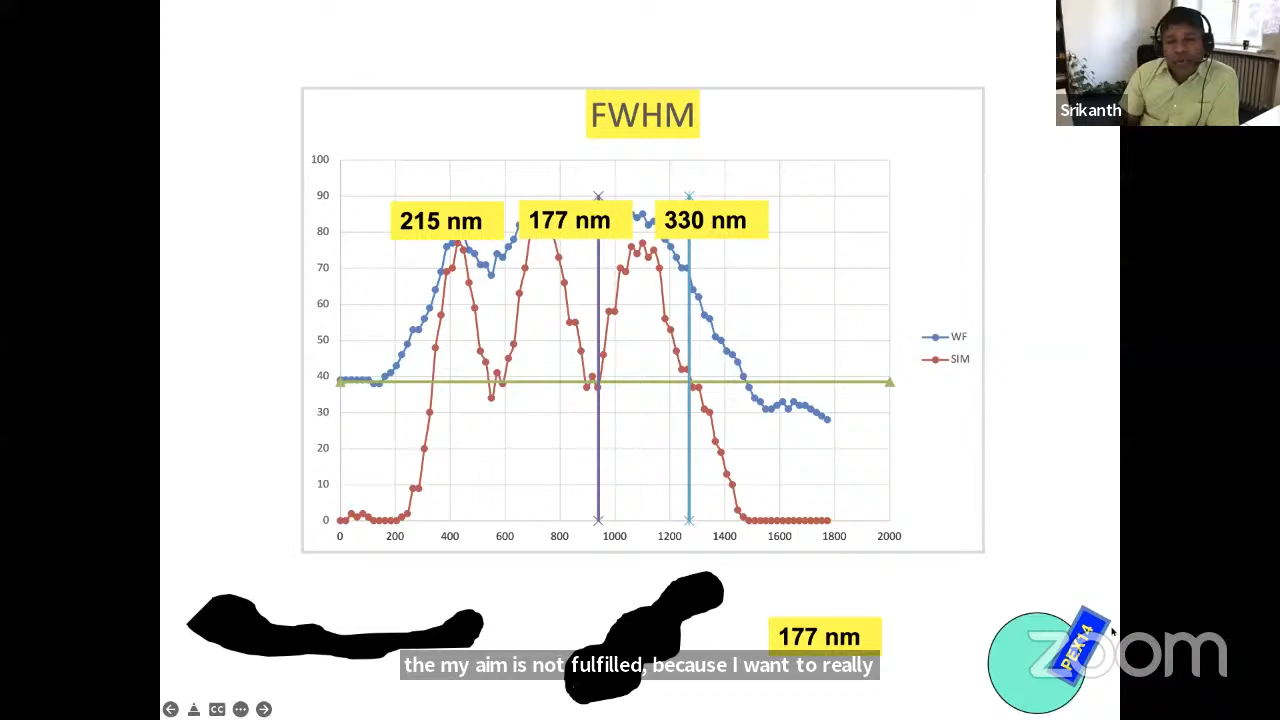 Srikanth
FWHM
215 nm
177 nm
330 nm
100
90
80
70
60
50
40
30
20
10
0
0 200 400 600 800 1000 1200 1400 1600 1800 2000
WF
SIM
177 nm
PEX14
the my aim is not fulfilled, because I want to really
zoom
CC